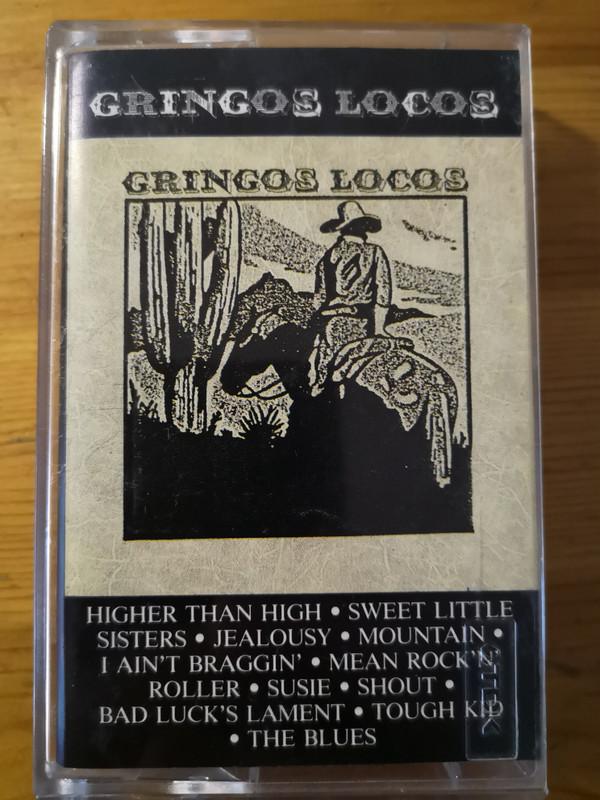 GRINGOS LOCOS
GRINGOS LOCOS
HIGHER THAN HIGH • SWEET LITTLE
SISTERS • JEALOUSY • MOUNTAIN •
I AIN'T BRAGGIN' • MEAN ROCK'N
ROLLER • SUSIE • SHOUT •
BAD LUCK'S LAMENT • TOUGH KID
• THE BLUES